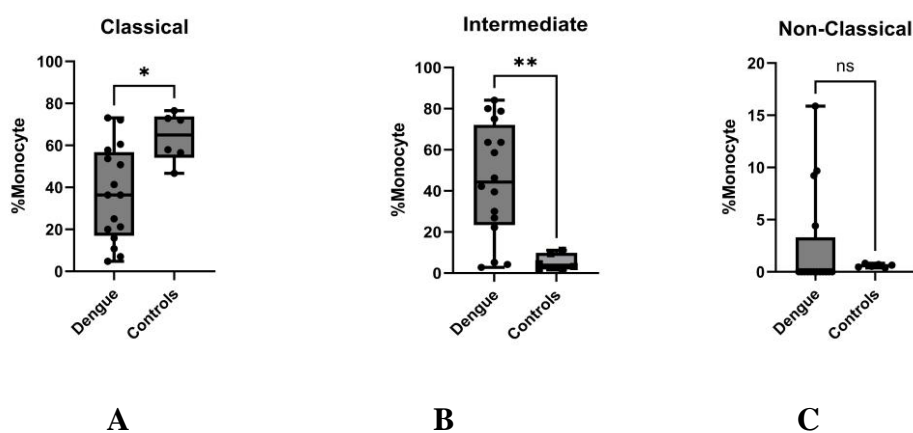 Classical
*
100
80
60
40
20
0
%Monocyte
Dengue
Controls
A
Intermediate
**
100
80
60
40
20
0
%Monocyte
Dengue
Controls
B
Non-Classical
ns
20
15
10
5
0
%Monocyte
Dengue
Controls
C